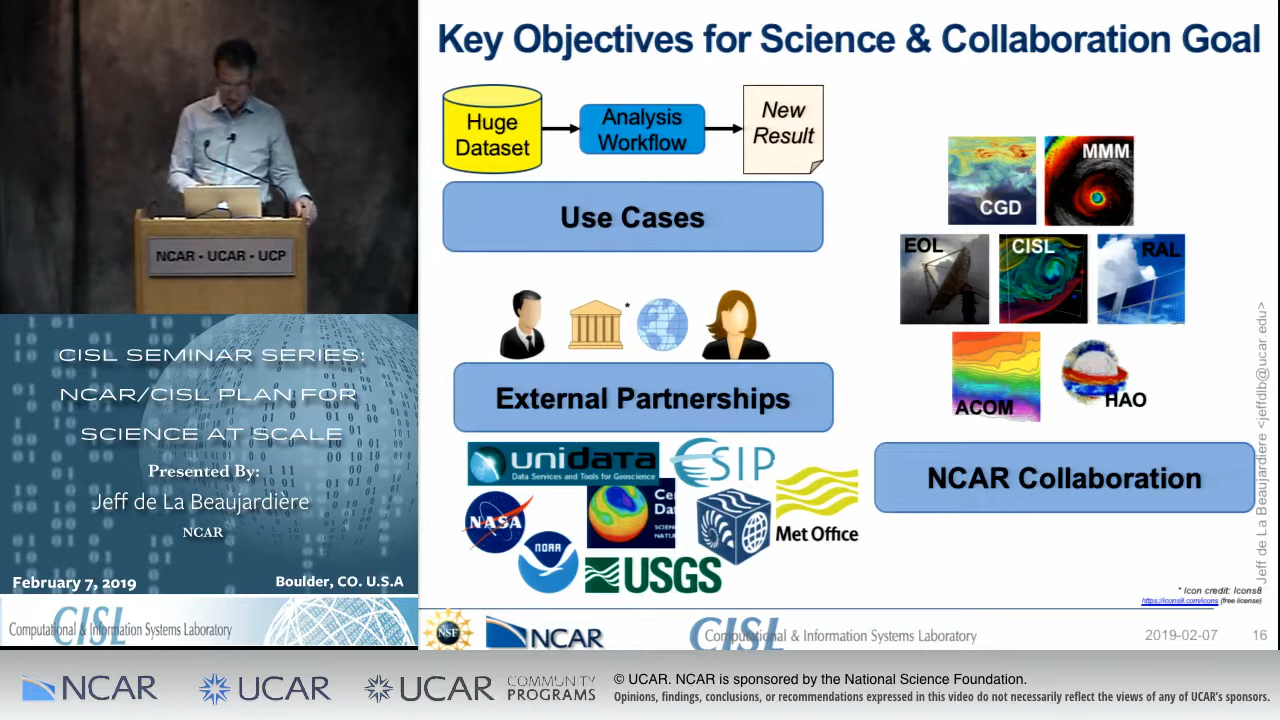 NCAR • UCAR • UCP
CISL SEMINAR SERIES:
NCAR/CISL PLAN FOR
SCIENCE AT SCALE
Presented By:
Jeff de La Beaujardière
NCAR
February 7, 2019
Boulder, CO. U.S.A
CISL
Computational & Information Systems Laboratory
Key Objectives for Science & Collaboration Goal
Huge
Dataset
Analysis
Workflow
New
Result
Use Cases
*
External Partnerships
unidata
Data Services and Tools for Geoscience
ESIP
NASA
NOAA
Met Office
USGS
CGD
MMM
EOL
CISL
RAL
ACOM
HAO
NCAR Collaboration
Jeff de La Beaujardiere <jeffdlb@ucar.edu>
* Icon credit: Icons8
https://icons8.com/icons (free license)
NSF
NCAR
CISL
Computational & Information Systems Laboratory
2019-02-07
16
NCAR
UCAR
UCAR
COMMUNITY
PROGRAMS
© UCAR. NCAR is sponsored by the National Science Foundation.
Opinions, findings, conclusions, or recommendations expressed in this video do not necessarily reflect the views of any of UCAR's sponsors.